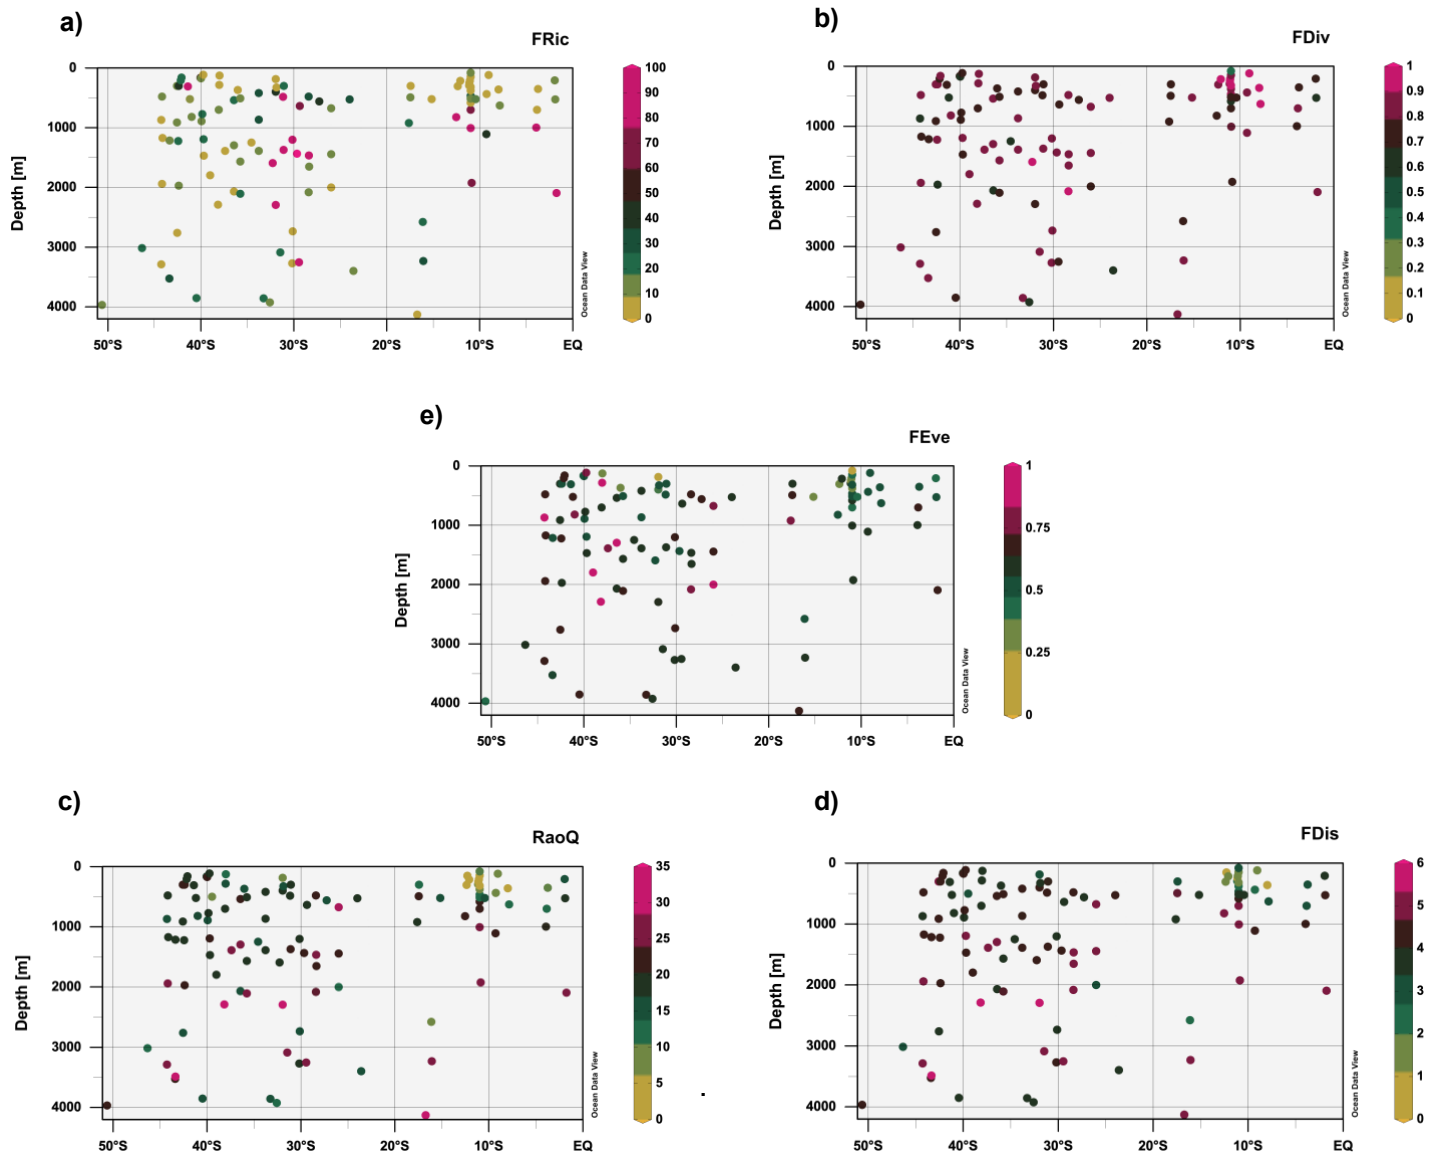 a)
FRic
0
1000
2000
3000
4000
Depth [m]
50°S 40°S 30°S 20°S 10°S EQ
Ocean Data View
100
90
80
70
60
50
40
30
20
10
0
b)
FDiv
0
1000
2000
3000
4000
Depth [m]
50°S 40°S 30°S 20°S 10°S EQ
Ocean Data View
1
0.9
0.8
0.7
0.6
0.5
0.4
0.3
0.2
0.1
0
e)
FEve
0
1000
2000
3000
4000
Depth [m]
50°S 40°S 30°S 20°S 10°S EQ
Ocean Data View
1
0.75
0.5
0.25
0
c)
RaoQ
0
1000
2000
3000
4000
Depth [m]
50°S 40°S 30°S 20°S 10°S EQ
Ocean Data View
35
30
25
20
15
10
5
0
.
d)
FDis
0
1000
2000
3000
4000
Depth [m]
50°S 40°S 30°S 20°S 10°S EQ
Ocean Data View
6
5
4
3
2
1
0